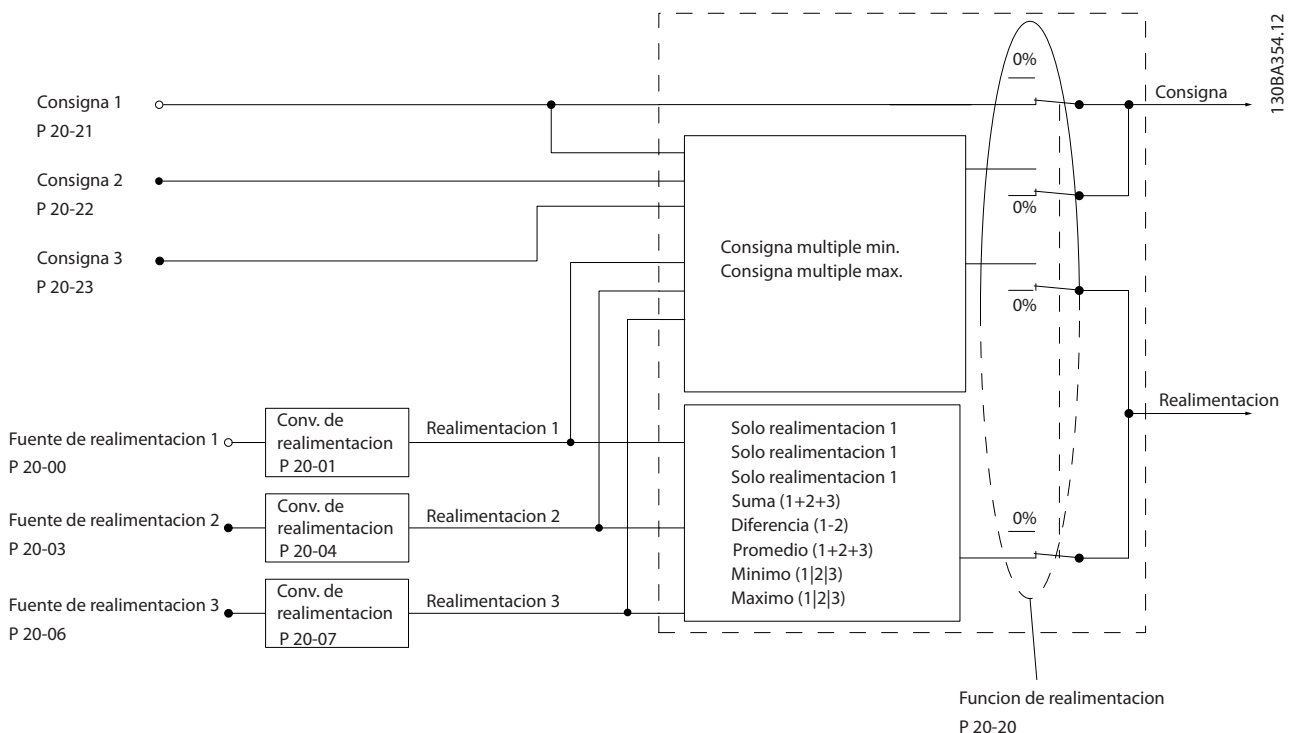 130BA354.12
0%
Consigna 1
P 20-21
Consigna
Consigna 2
P 20-22
0%
Consigna 3
P 20-23
Consigna multiple min.
Consigna multiple max.
0%
Fuente de realimentacion 1
P 20-00
Conv. de
realimentacion
P 20-01
Realimentacion 1
Realimentacion
Fuente de realimentacion 2
P 20-03
Conv. de
realimentacion
P 20-04
Realimentacion 2
Fuente de realimentacion 3
P 20-06
Conv. de
realimentacion
P 20-07
Realimentacion 3
Solo realimentacion 1
Solo realimentacion 1
Solo realimentacion 1
Suma (1+2+3)
Diferencia (1-2)
Promedio (1+2+3)
Minimo (1|2|3)
Maximo (1|2|3)
0%
Funcion de realimentacion
P 20-20